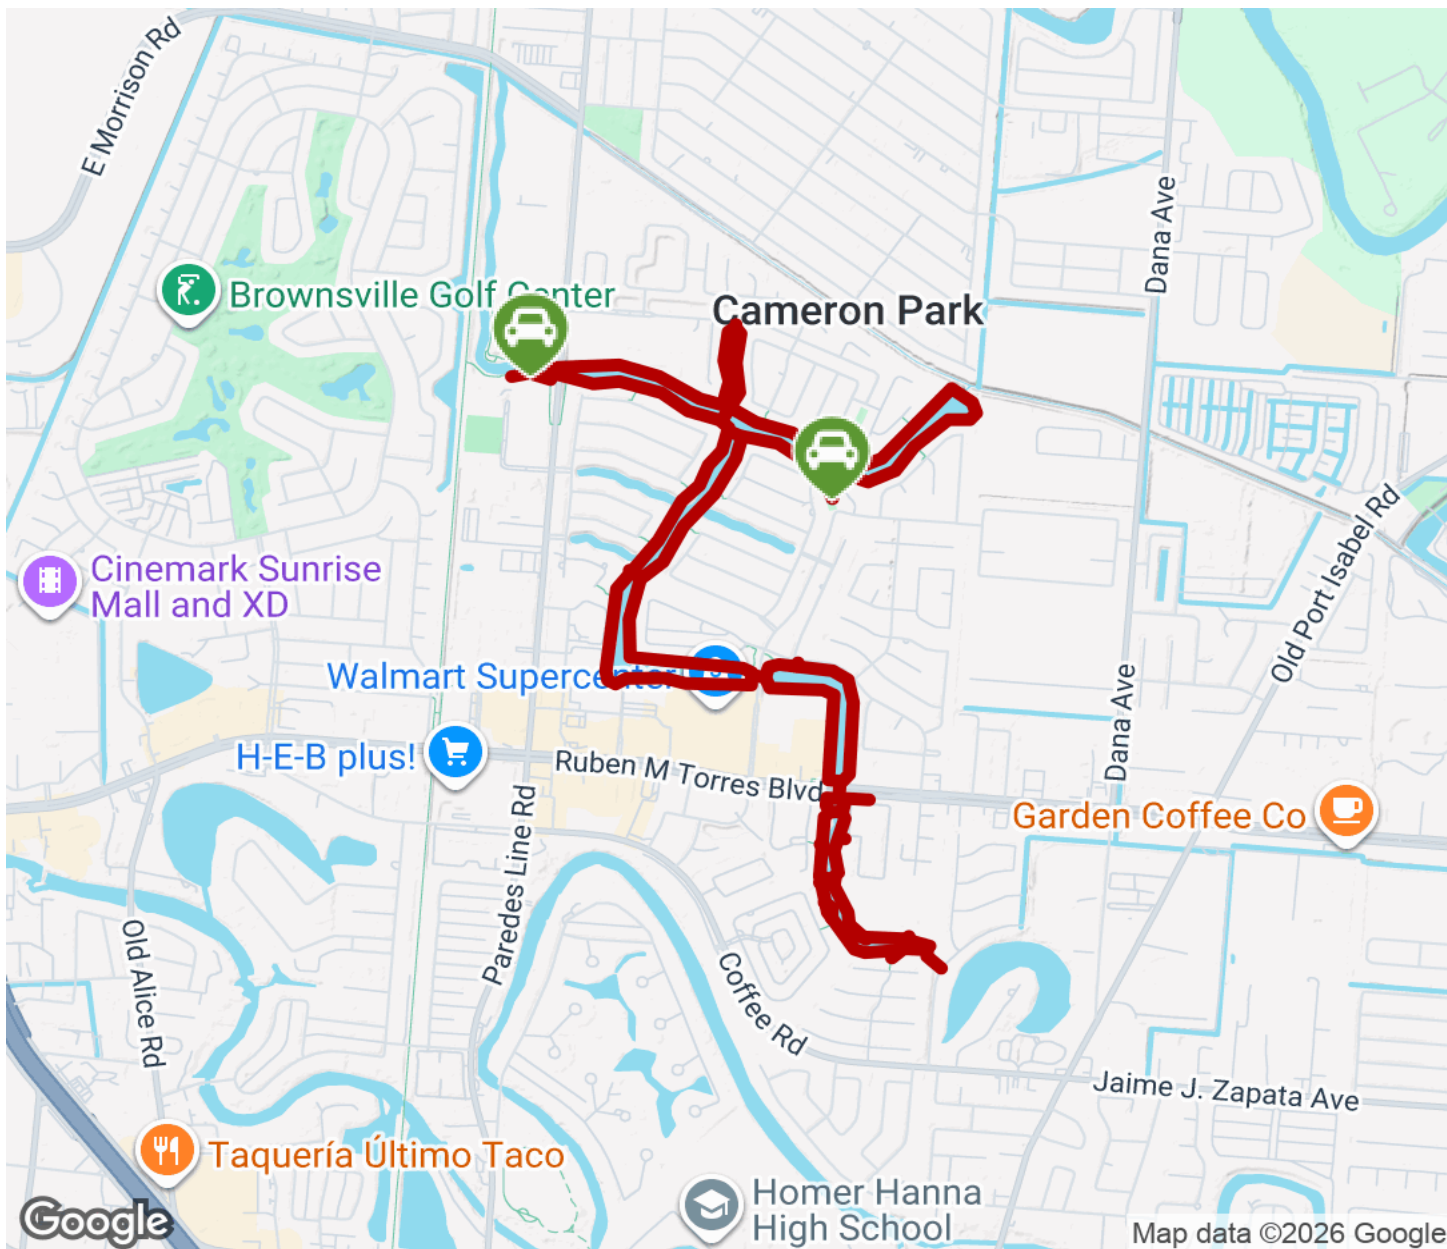 E Morrison Rd
Dana Ave
Brownsville Golf Center
Cameron Park
Old Port Isabel Rd
Cinemark Sunrise
Mall and XD
Walmart Supercenter
Dana Ave
H-E-B plus!
Ruben M Torres Blvd
Garden Coffee Co
Paredes Line Rd
Old Alice Rd
Coffee Rd
Jaime J. Zapata Ave
Taquería Último Taco
Homer Hanna
High School
Google
Map data ©2026 Google